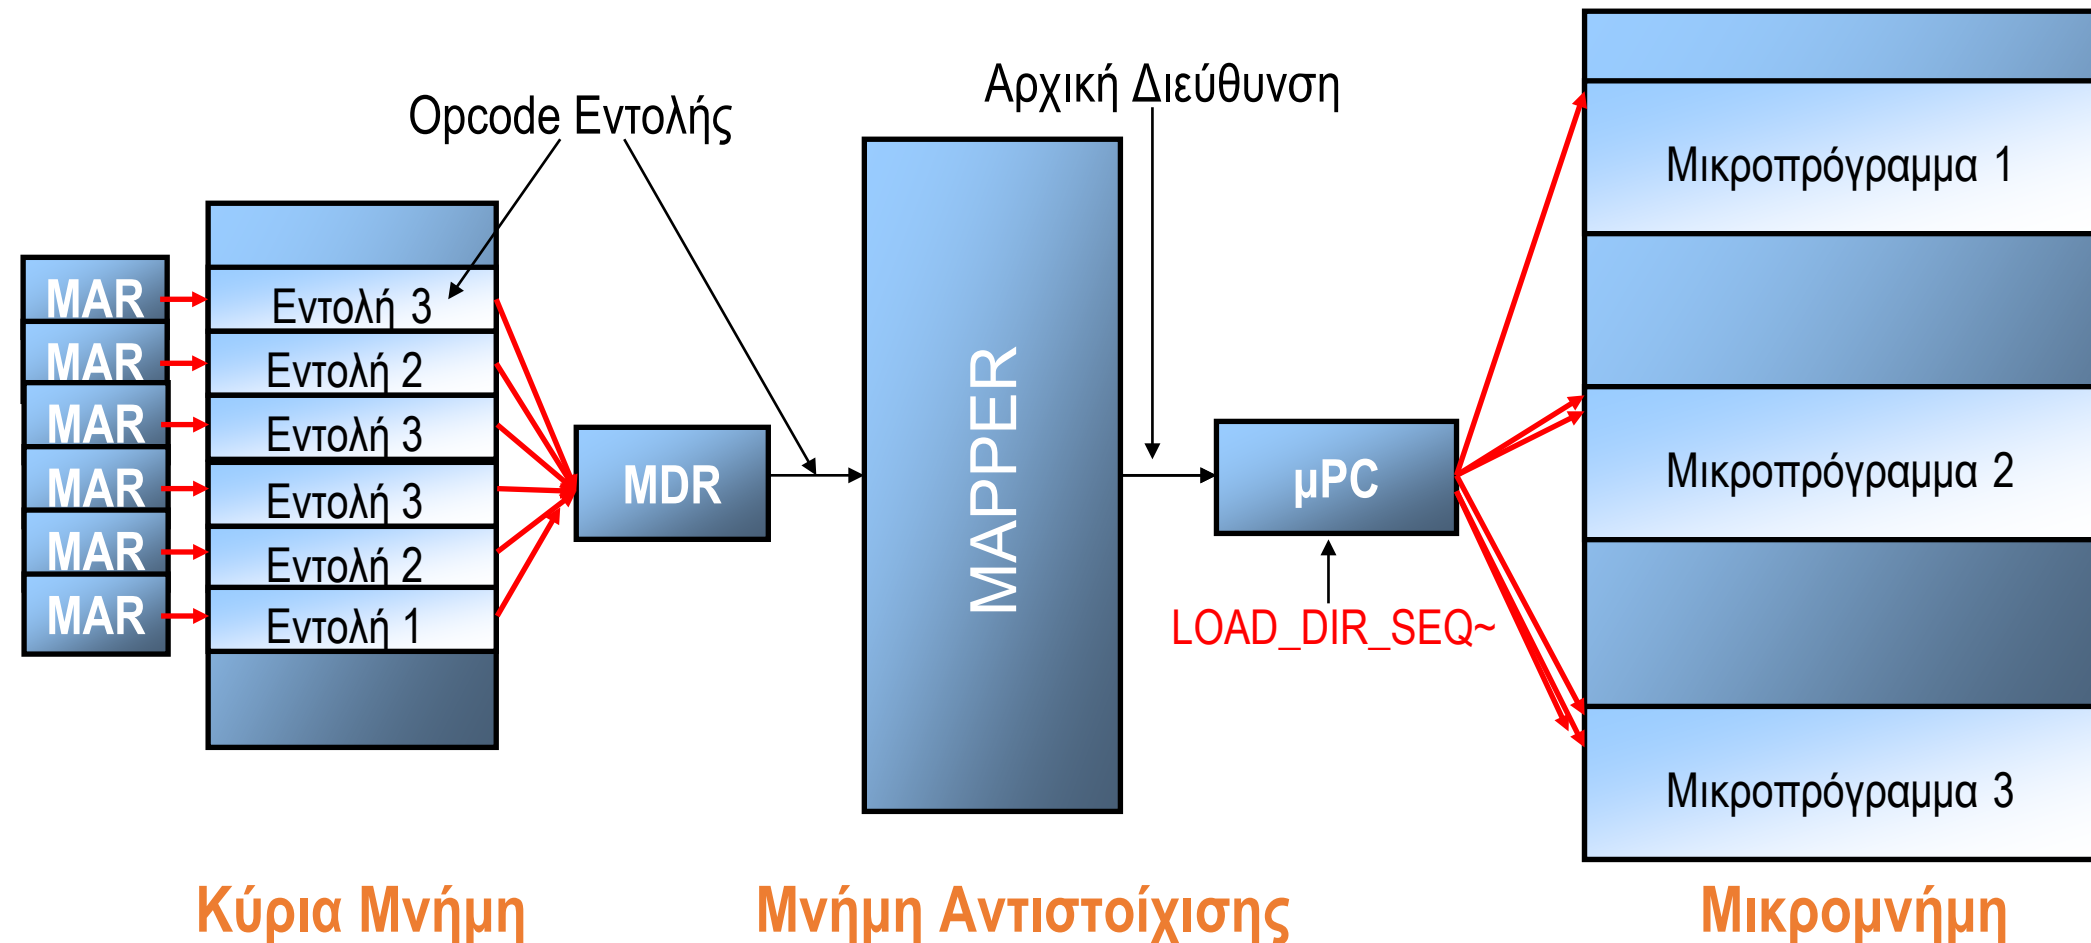 Αρχική Διεύθυνση
Opcode Εντολής
Μικροπρόγραμμα 1
MAR
Εντολή 3
MAR
Εντολή 2
MAR
Εντολή 3
MAR
Εντολή 3
MAR
Εντολή 2
MAR
Εντολή 1
MDR
MAPPER
μPC
LOAD_DIR_SEQ~
Μικροπρόγραμμα 2
Μικροπρόγραμμα 3
Κύρια Μνήμη
Μνήμη Αντιστοίχισης
Μικρομνήμη